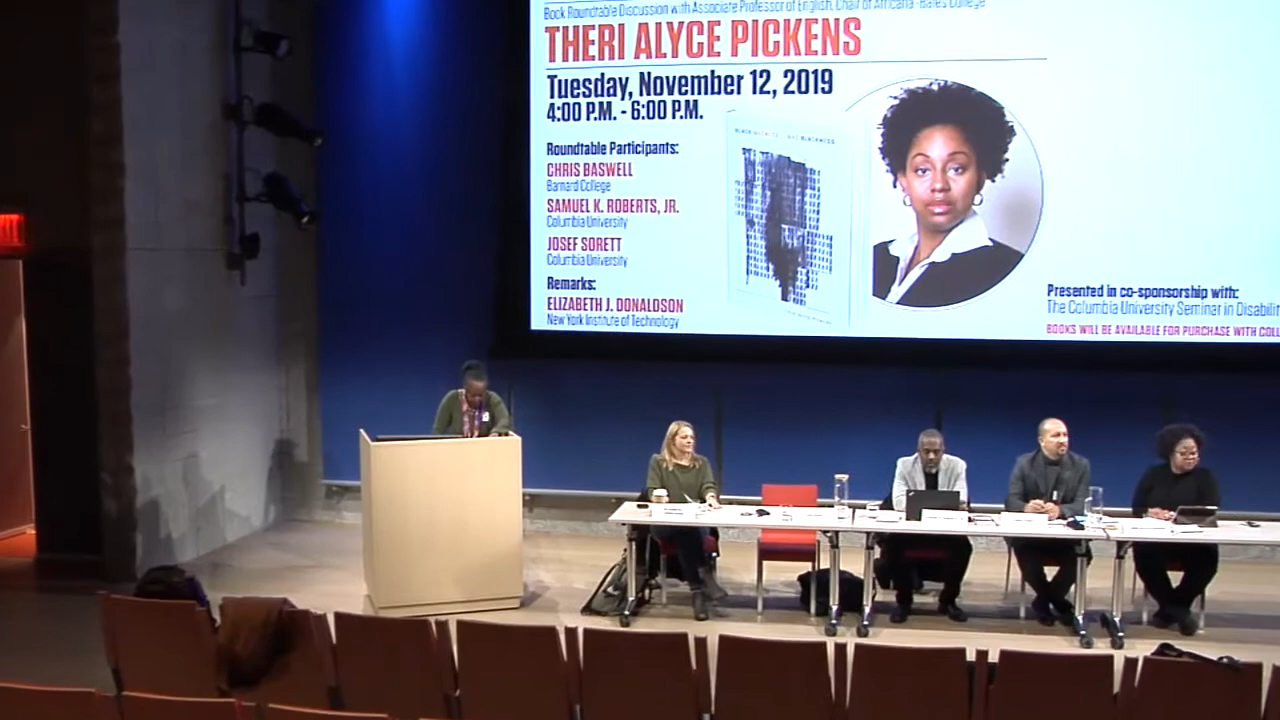 Book Roundtable Discussion with Associate Professor of English, Chair of Africana -Bates College
THERI ALYCE PICKENS
Tuesday, November 12, 2019
4:00 P.M. - 6:00 P.M.
Roundtable Participants:
CHRIS BASWELL
Barnard College
SAMUEL K. ROBERTS, JR.
Columbia University
JOSEF SORETT
Columbia University
Remarks:
ELIZABETH J. DONALDSON
New York Institute of Technology
Presented in co-sponsorship with:
The Columbia University Seminar in Disabilit
BOOKS WILL BE AVAILABLE FOR PURCHASE WITH COLL